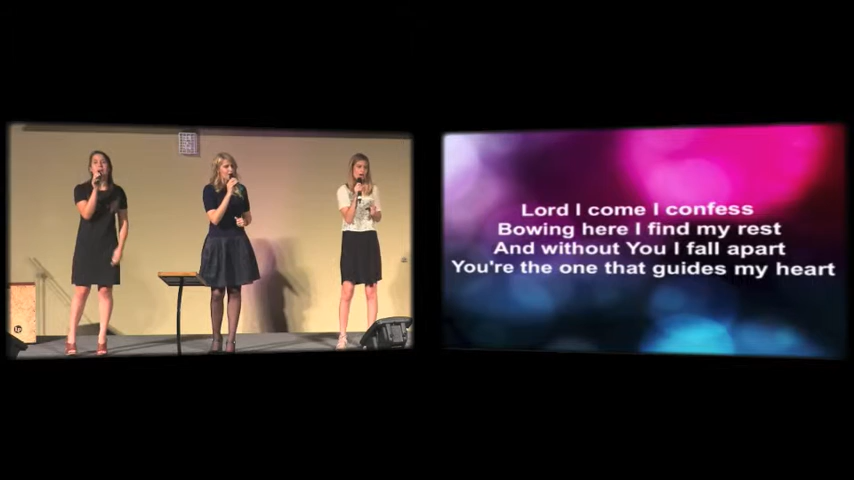 Lord I come I confess
Bowing here I find my rest
And without You I fall apart
You're the one that guides my heart